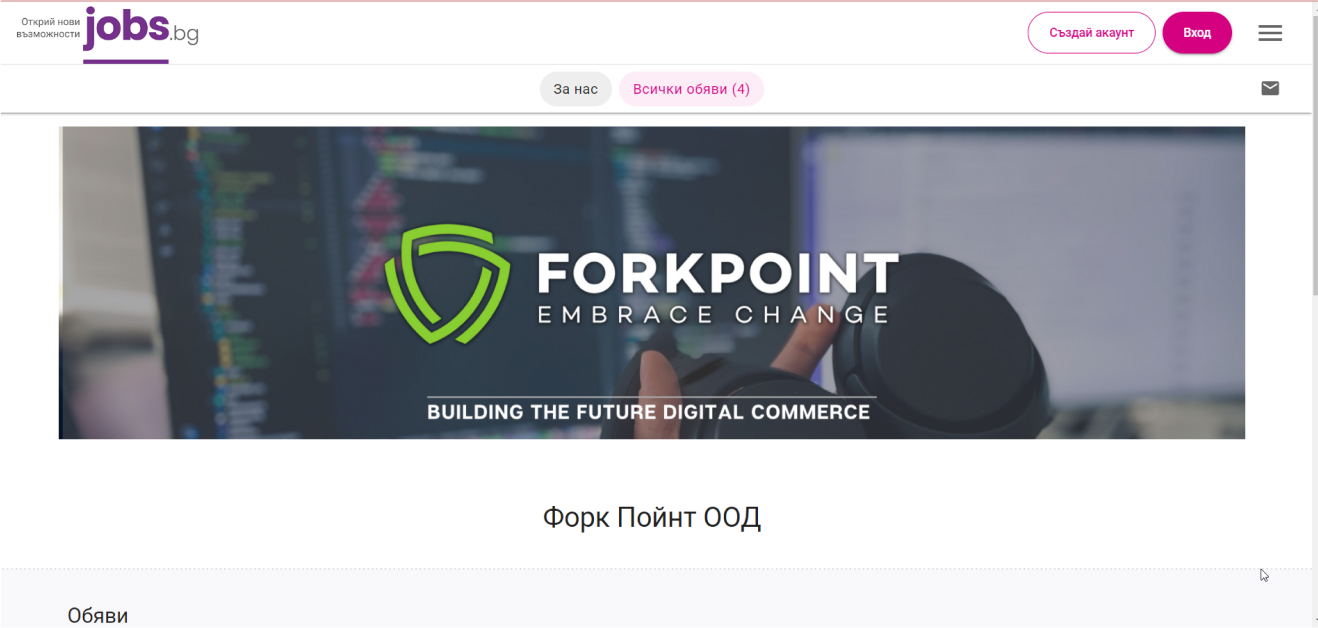 Открий нови
възможности
jobs.bg
Създай акаунт
Вход
За нас
Всички обяви (4)
FORKPOINT
EMBRACE CHANGE
BUILDING THE FUTURE DIGITAL COMMERCE
Форк Пойнт ООД
Обяви